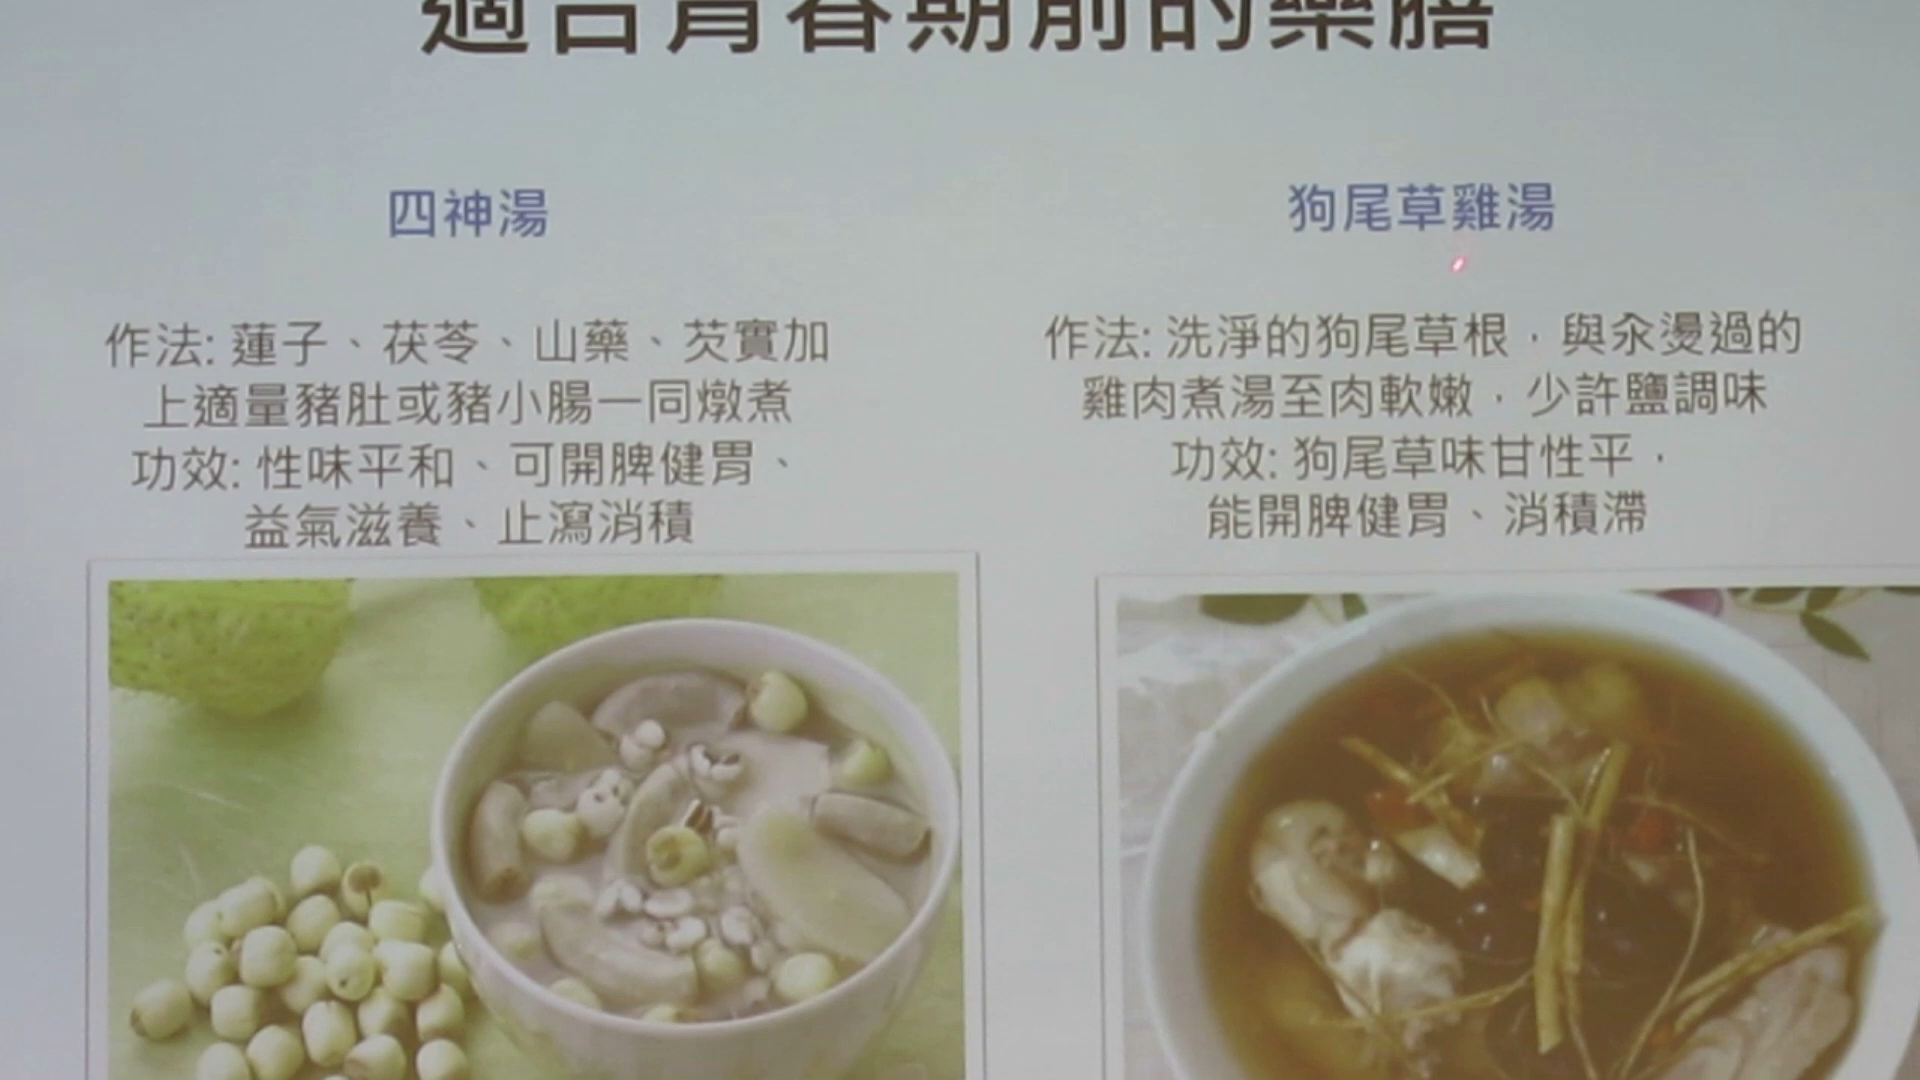 適合青春期前的藥膳
四神湯
作法: 蓮子、茯苓、山藥、芡實加
上適量豬肚或豬小腸一同燉煮
功效: 性味平和、可開脾健胃、
益氣滋養、止瀉消積
狗尾草雞湯
作法: 洗淨的狗尾草根，與汆燙過的
雞肉煮湯至肉軟嫩，少許鹽調味
功效: 狗尾草味甘性平，
能開脾健胃、消積滯